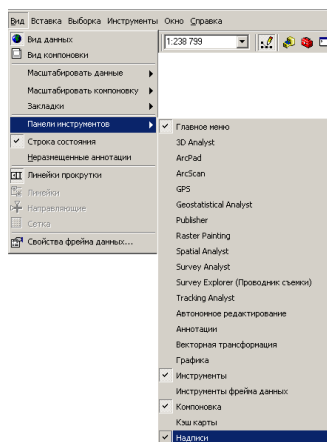 Вид Вставка Выборка Инструменты Окно Справка
Вид данных
1:238 799
Вид компоновки
Масштабировать данные
Масштабировать компоновку
Закладки
Панели инструментов
Строка состояния
Неразмещенные аннотации
Линейки прокрутки
Линейки
Направляющие
Сетка
Свойства фрейма данных...
Главное меню
3D Analyst
ArcPad
ArcScan
GPS
Geostatistical Analyst
Publisher
Raster Painting
Spatial Analyst
Survey Analyst
Survey Explorer (Проводник съемки)
Tracking Analyst
Автономное редактирование
Аннотации
Векторная трансформация
Графика
Инструменты
Инструменты фрейма данных
Компоновка
Кэш карты
Надписи